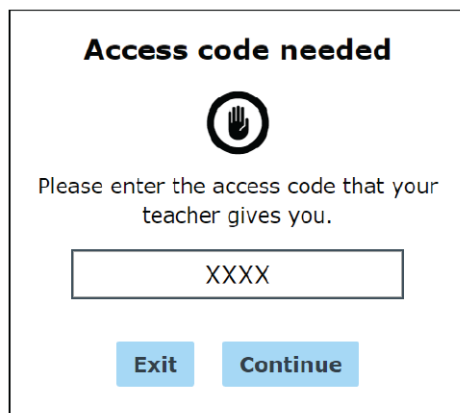 Access code needed
Please enter the access code that your
teacher gives you.
XXXX
Exit
Continue